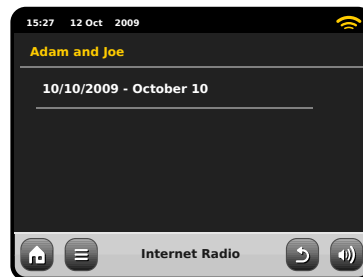 15:27 12 Oct 2009
Adam and Joe
10/10/2009 - October 10
Internet Radio